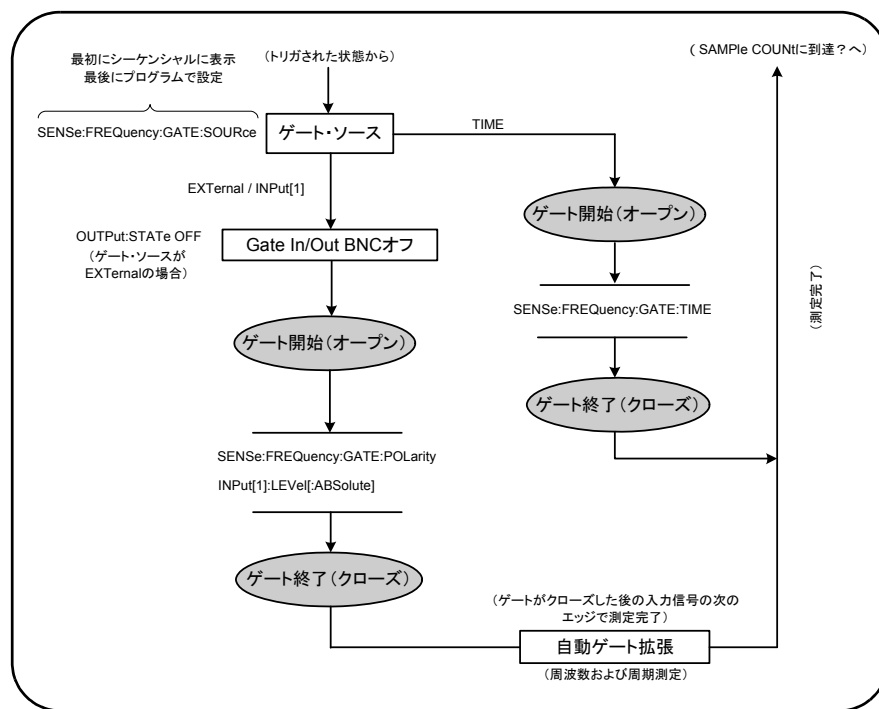 最初にシーケンシャルに表示
最後にプログラムで設定
(トリガされた状態から)
( SAMPle COUNtに到達？へ)
SENSe:FREQuency:GATE:SOURce
ゲート・ソース
TIME
EXTernal / INPut[1]
ゲート開始(オープン)
OUTPut:STATe OFF
(ゲート・ソースが
EXTernalの場合)
Gate In/Out BNCオフ
SENSe:FREQuency:GATE:TIME
(測定完了)
ゲート開始(オープン)
ゲート終了(クローズ)
SENSe:FREQuency:GATE:POLarity
INPut[1]:LEVel[:ABSolute]
ゲート終了(クローズ)
(ゲートがクローズした後の入力信号の次の
エッジで測定完了)
自動ゲート拡張
(周波数および周期測定)